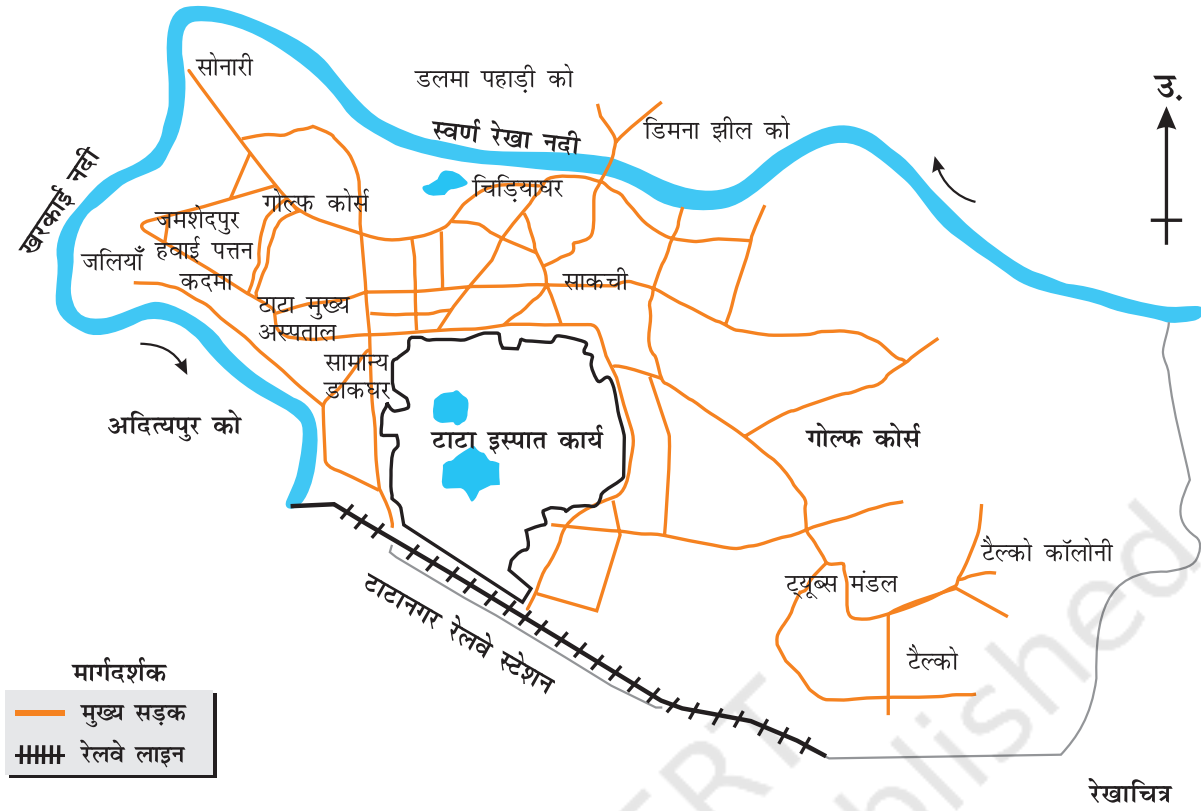 सोनारी
डलमा पहाड़ी को
उ.
स्वर्ण रेखा नदी
डिमना झील को
खरकाई नदी
चिड़ियाघर
गोल्फ कोर्स
जमशेदपुर
हवाई पत्तन
जलियाँ
कदमा
साकची
टाटा मुख्य
अस्पताल
सामान्य
डाकघर
अदित्यपुर को
टाटा इस्पात कार्य
गोल्फ कोर्स
टैल्को कॉलोनी
ट्यूब्स मंडल
टैल्को
टाटानगर रेलवे स्टेशन
मार्गदर्शक
मुख्य सड़क
रेलवे लाइन
रेखाचित्र